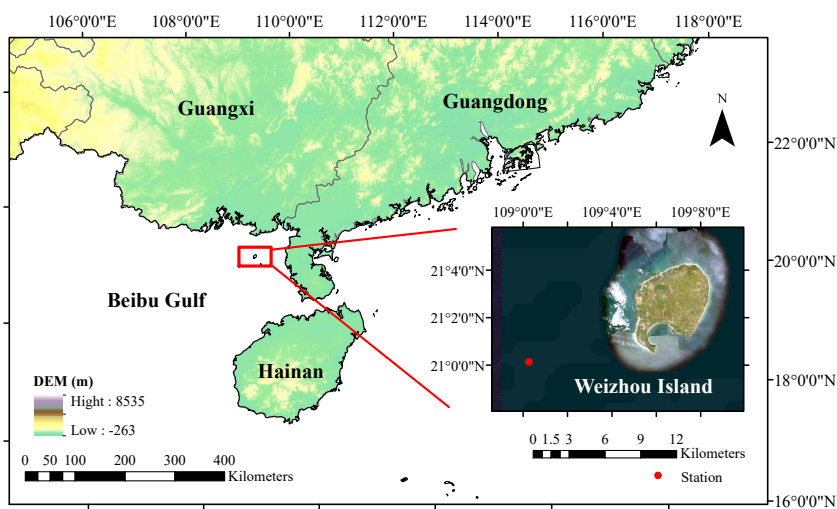 106°0'0"E 108°0'0"E 110°0'0"E 112°0'0"E 114°0'0"E 116°0'0"E 118°0'0"E
Guangxi
Guangdong
N
22°0'0"N
109°0'0"E 109°4'0"E 109°8'0"E
20°0'0"N
21°4'0"N
Beibu Gulf
21°2'0"N
21°0'0"N
Hainan
Weizhou Island
18°0'0"N
DEM (m)
Hight : 8535
Low : -263
0 50 100 200 300 400
Kilometers
0 1.5 3 6 9 12
Kilometers
Station
16°0'0"N